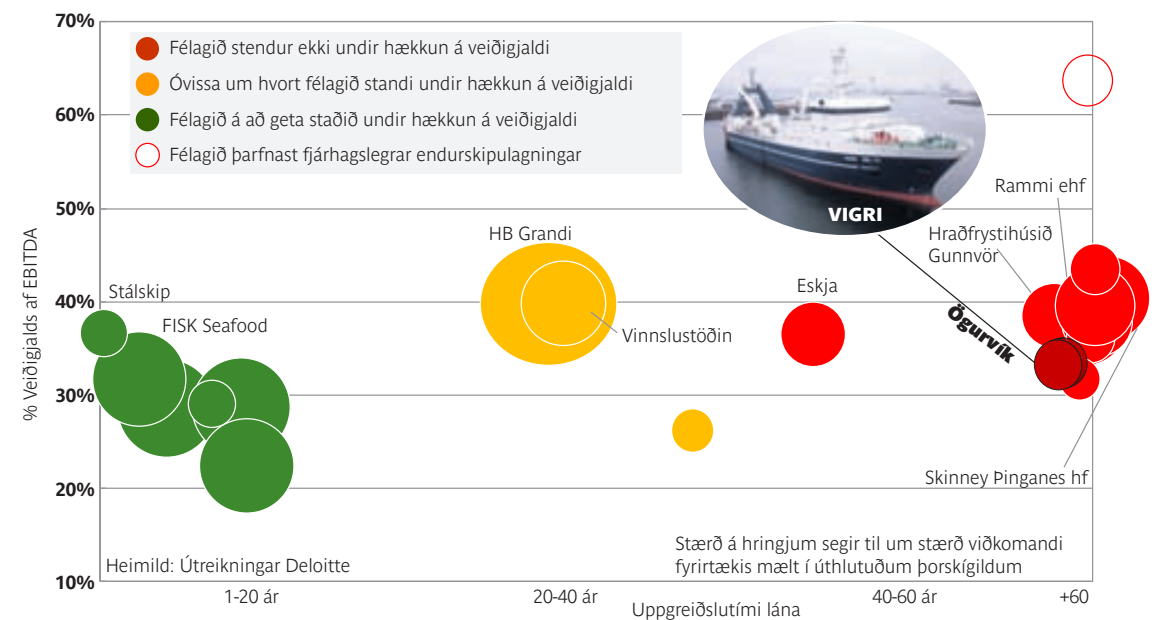 70%
60%
50%
40%
30%
20%
10%
% Veiðigjalds af EBITDA
Félagið stendur ekki undir hækkun á veiðigjaldi
Óvissa um hvort félagið standi undir hækkun á veiðigjaldi
Félagið á að geta staðið undir hækkun á veiðigjaldi
Félagið þarfnast fjárhagslegrar endurskipulagningar
VIGRI
Rammi ehf
Hraðfrystihúsið
Gunnvör
HB Grandi
Stálskip
FISK Seafood
Eskja
Vinnslustöðin
Ögurvík
Skinney Þinganes hf
Stærð á hringjum segir til um stærð viðkomandi
fyrirtækis mælt í úthlutuðum þorskígildum
Heimild: Útreikningar Deloitte
1-20 ár
20-40 ár
40-60 ár
+60
Uppgreiðslutími lána